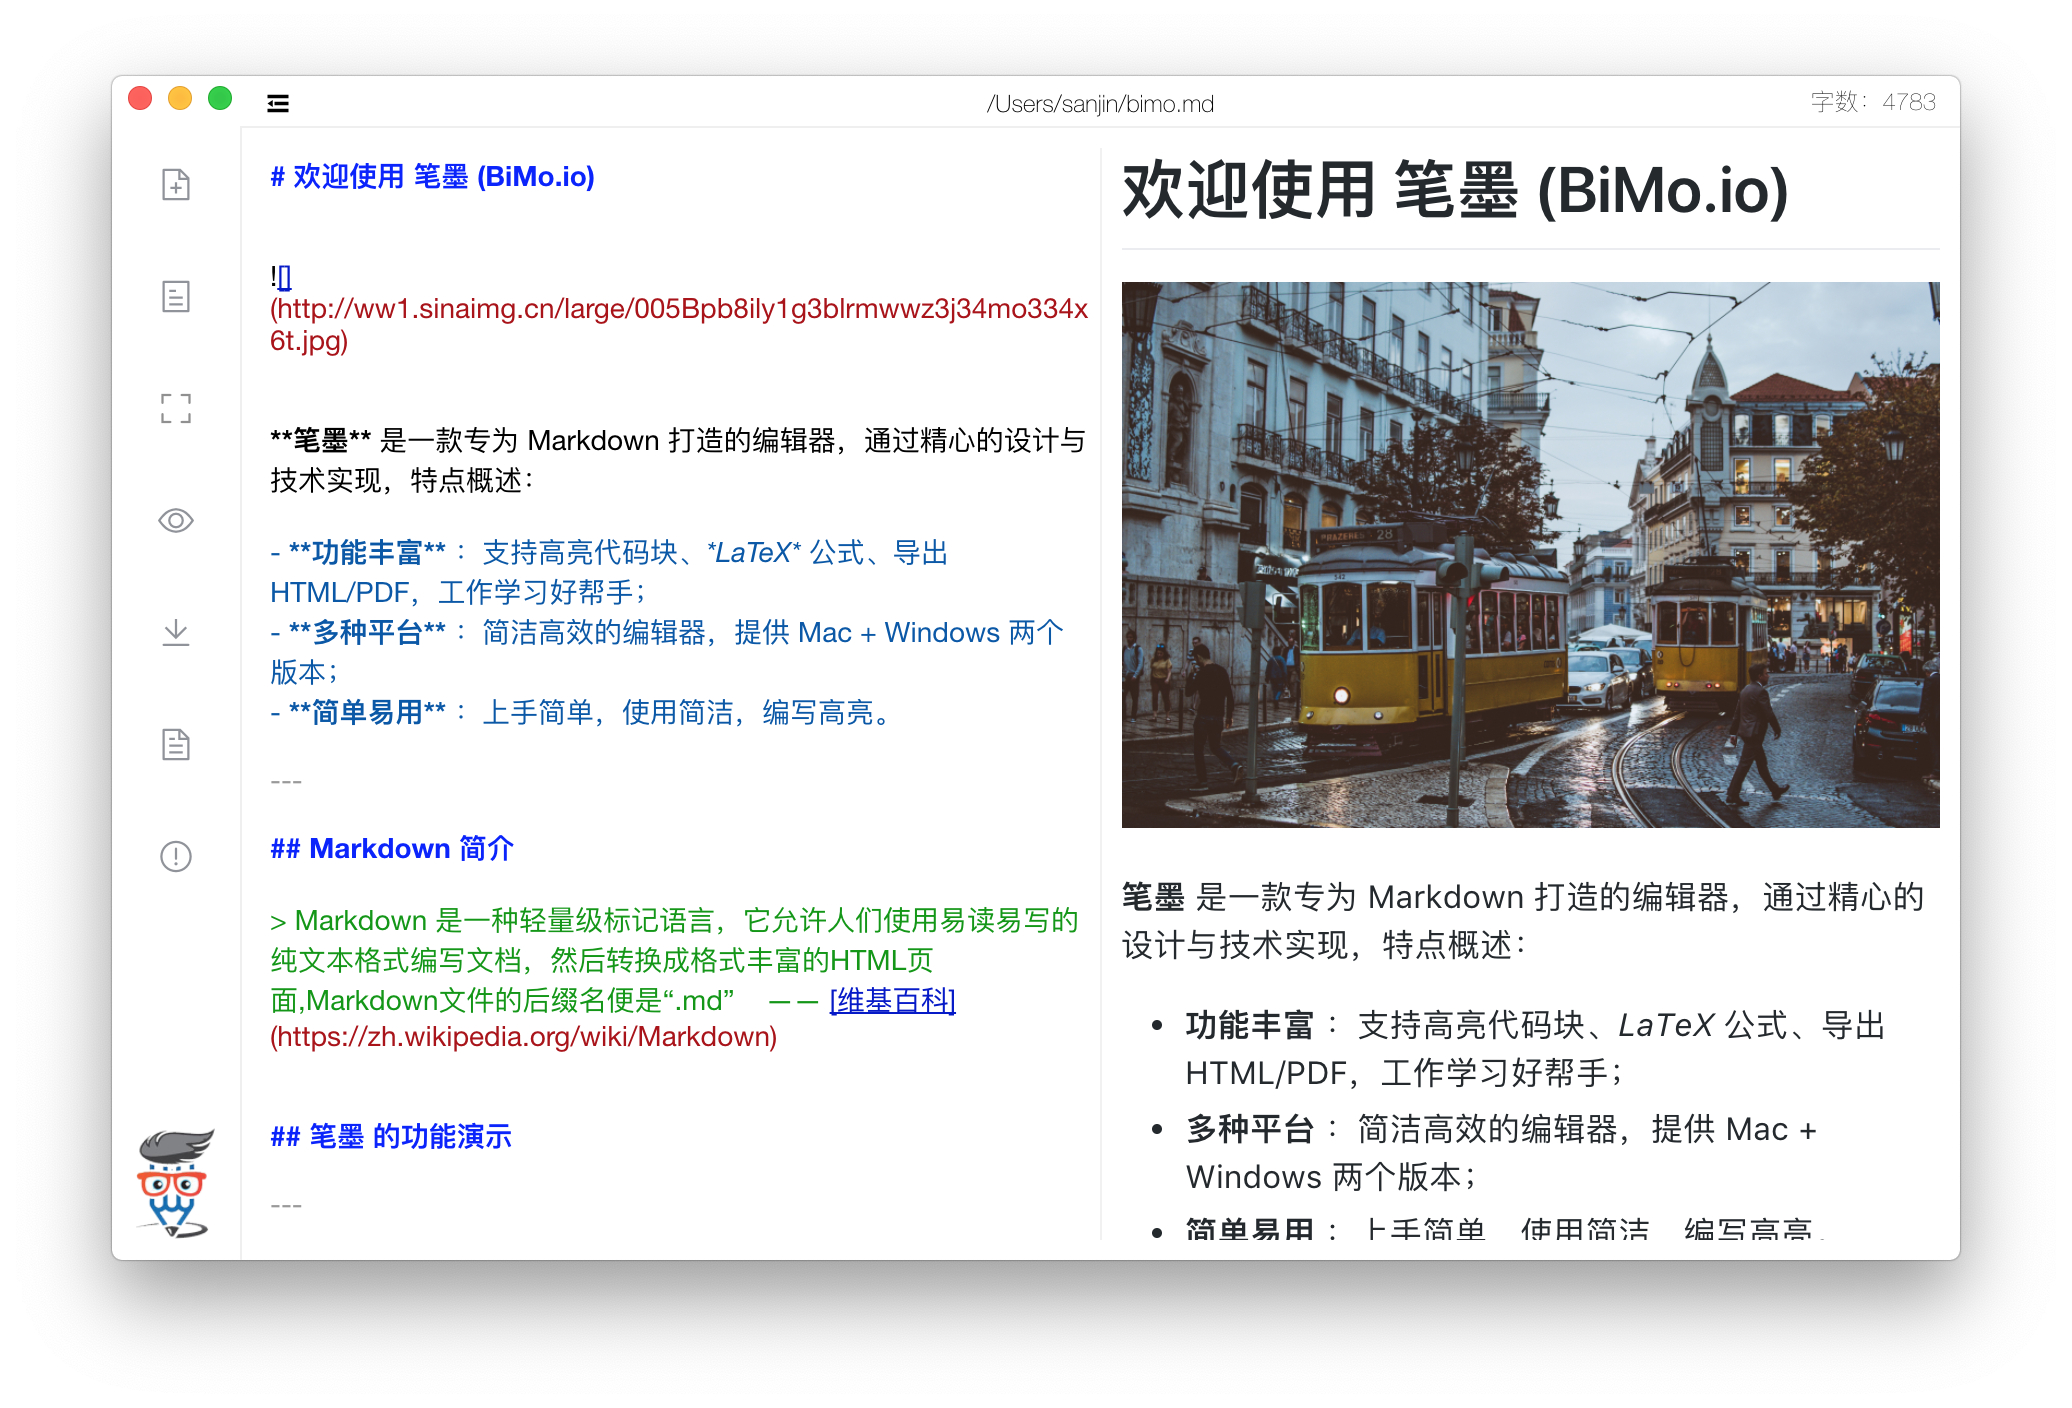 /Users/sanjin/bimo.md
字数：4783
# 欢迎使用 笔墨 (BiMo.io)
![]
(http://ww1.sinaimg.cn/large/005Bpb8ily1g3blrmwwz3j34mo334x
6t.jpg)
**笔墨** 是一款专为 Markdown 打造的编辑器，通过精心的设计与
技术实现，特点概述：
- **功能丰富** ：支持高亮代码块、*LaTeX* 公式、导出
HTML/PDF，工作学习好帮手；
- **多种平台** ：简洁高效的编辑器，提供 Mac + Windows 两个
版本；
- **简单易用** ：上手简单，使用简洁，编写高亮。
---
## Markdown 简介
> Markdown 是一种轻量级标记语言，它允许人们使用易读易写的
纯文本格式编写文档，然后转换成格式丰富的HTML页
面,Markdown文件的后缀名便是“.md”　—— [维基百科]
(https://zh.wikipedia.org/wiki/Markdown)
## 笔墨 的功能演示
---
欢迎使用 笔墨 (BiMo.io)
PRAZERES 28
542
笔墨 是一款专为 Markdown 打造的编辑器，通过精心的
设计与技术实现，特点概述：
• 功能丰富 ：支持高亮代码块、LaTeX 公式、导出
HTML/PDF，工作学习好帮手；
• 多种平台 ：简洁高效的编辑器，提供 Mac +
Windows 两个版本；
• 简单易用 ：上手简单，使用简洁，编写高亮。